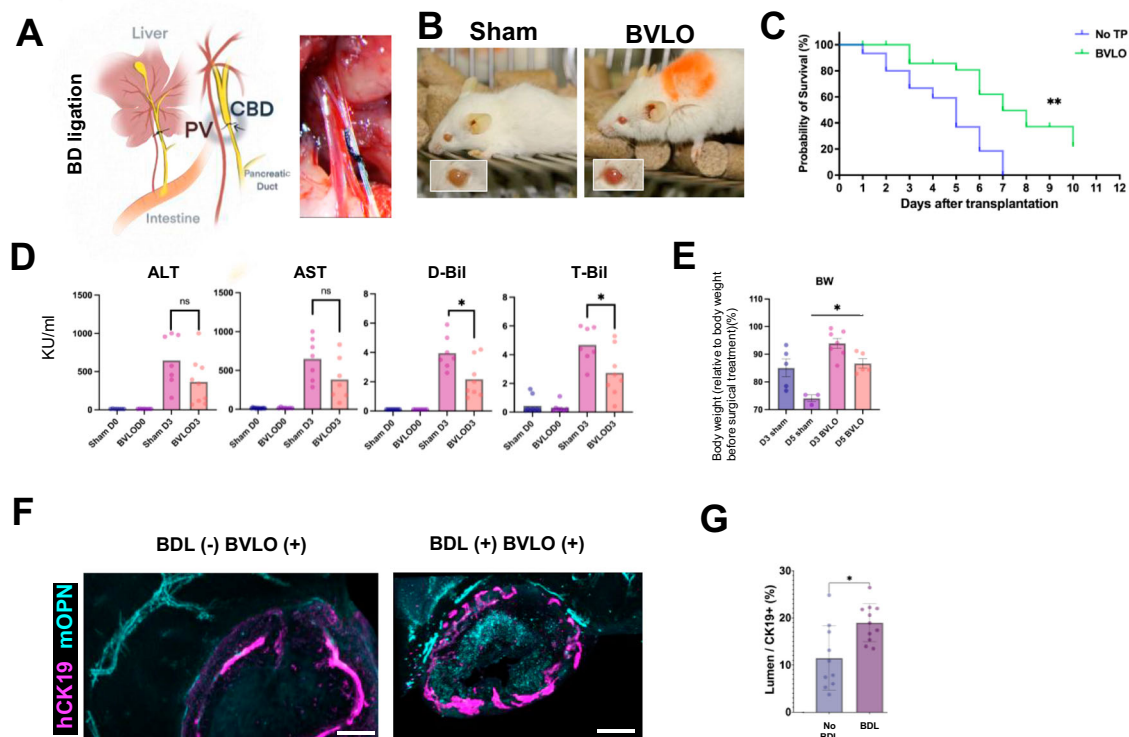 A
BD ligation
Liver
PV
CBD
Pancreatic
Duct
Intestine
B
Sham
BVLO
C
Probability of Survival (%)
100
80
60
40
20
0
0 1 2 3 4 5 6 7 8 9 10 11 12
Days after transplantation
No TP
BVLO
**
D
KU/ml
ALT
1500
1000
500
0
ns
Sham D0
BVLOD0
Sham D3
BVLOD3
AST
1500
1000
500
0
ns
Sham D0
BVLOD0
Sham D3
BVLOD3
D-Bil
8
6
4
2
0
*
Sham D0
BVLOD0
Sham D3
BVLOD3
T-Bil
8
6
4
2
0
*
Sham D0
BVLOD0
Sham D3
BVLOD3
E
Body weight (relative to body weight
before surgical treatment)(%)
BW
110
100
90
80
70
*
D3 sham
D5 sham
D3 BVLO
D5 BVLO
F
BDL (-) BVLO (+)
BDL (+) BVLO (+)
hCK19 mOPN
G
Lumen / CK19+ (%)
30
20
10
0
*
No
BDL
BDL